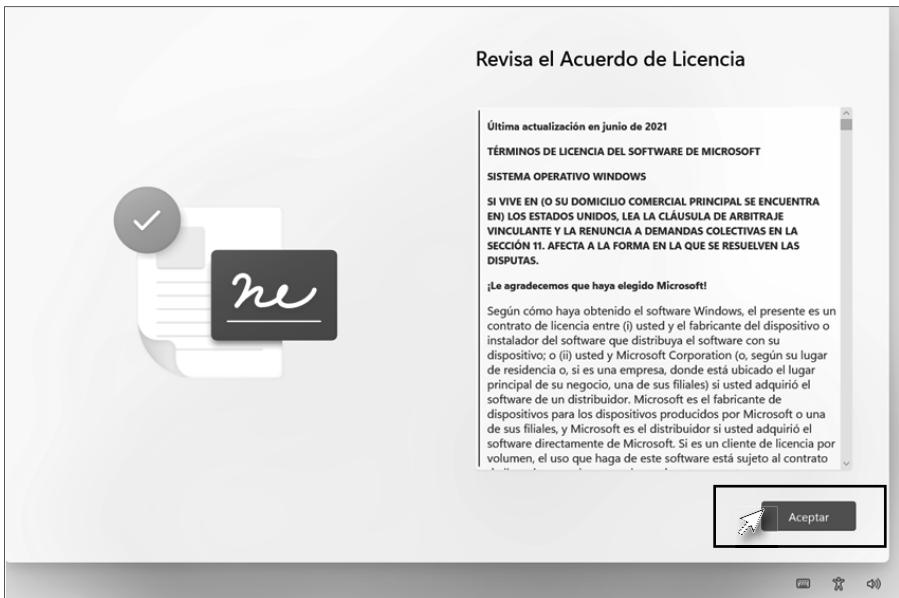 Revisa el Acuerdo de Licencia
Última actualización en junio de 2021
TÉRMINOS DE LICENCIA DEL SOFTWARE DE MICROSOFT
SISTEMA OPERATIVO WINDOWS
SI VIVE EN (O SU DOMICILIO COMERCIAL PRINCIPAL SE ENCUENTRA
EN) LOS ESTADOS UNIDOS, LEA LA CLÁUSULA DE ARBITRAJE
VINCULANTE Y LA RENUNCIA A DEMANDAS COLECTIVAS EN LA
SECCIÓN 11. AFECTA A LA FORMA EN LA QUE SE RESUELVEN LAS
DISPUTAS.
¡Le agradecemos que haya elegido Microsoft!
Según cómo haya obtenido el software Windows, el presente es un
contrato de licencia entre (i) usted y el fabricante del dispositivo o
instalador del software que distribuya el software con su
dispositivo; o (ii) usted y Microsoft Corporation (o, según su lugar
de residencia o, si es una empresa, donde está ubicado el lugar
principal de su negocio, una de sus filiales) si usted adquirió el
software de un distribuidor. Microsoft es el fabricante de
dispositivos para los dispositivos producidos por Microsoft o una
de sus filiales, y Microsoft es el distribuidor si usted adquirió el
software directamente de Microsoft. Si es un cliente de licencia por
volumen, el uso que haga de este software está sujeto al contrato
Aceptar